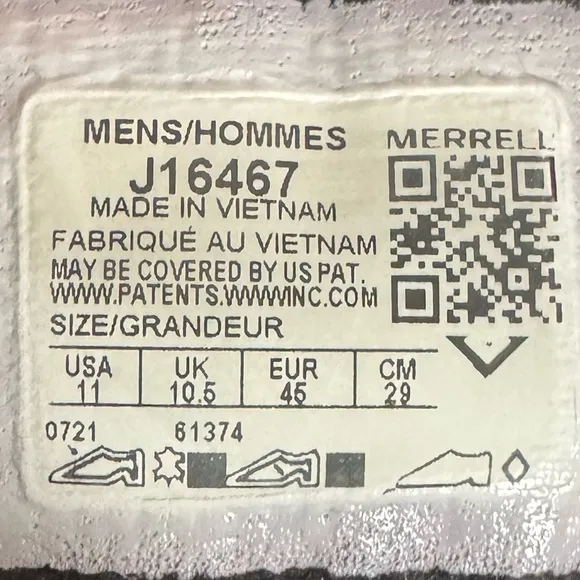 MENS/HOMMES
MERRELL
J16467
MADE IN VIETNAM
FABRIQUÉ AU VIETNAM
MAY BE COVERED BY US PAT.
WWW.PATENTS.WWWINC.COM
SIZE/GRANDEUR
USA UK EUR CM
11 10.5 45 29
0721 61374